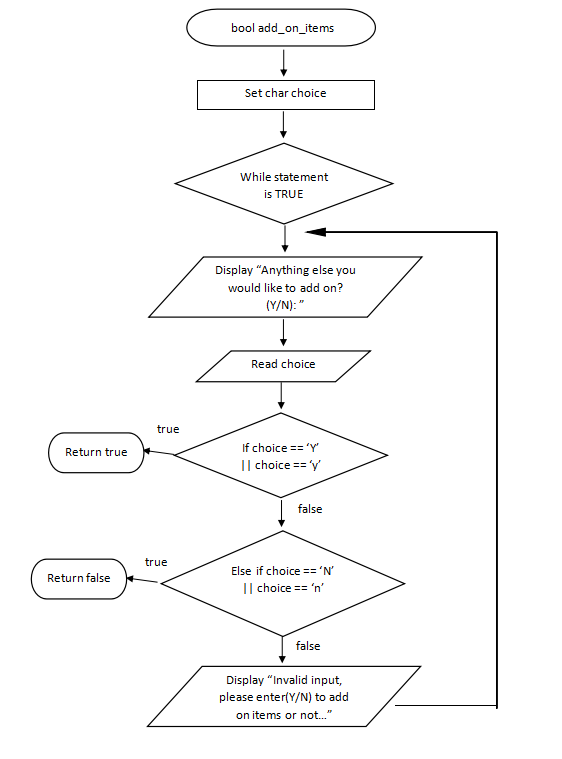 bool add_on_items
Set char choice
While statement
is TRUE
Display “Anything else you
would like to add on?
(Y/N): ”
Read choice
true
If choice == ‘Y’
|| choice == ‘y’
Return true
false
true
Else if choice == ‘N’
|| choice == ‘n’
Return false
false
Display “Invalid input,
please enter(Y/N) to add
on items or not...”